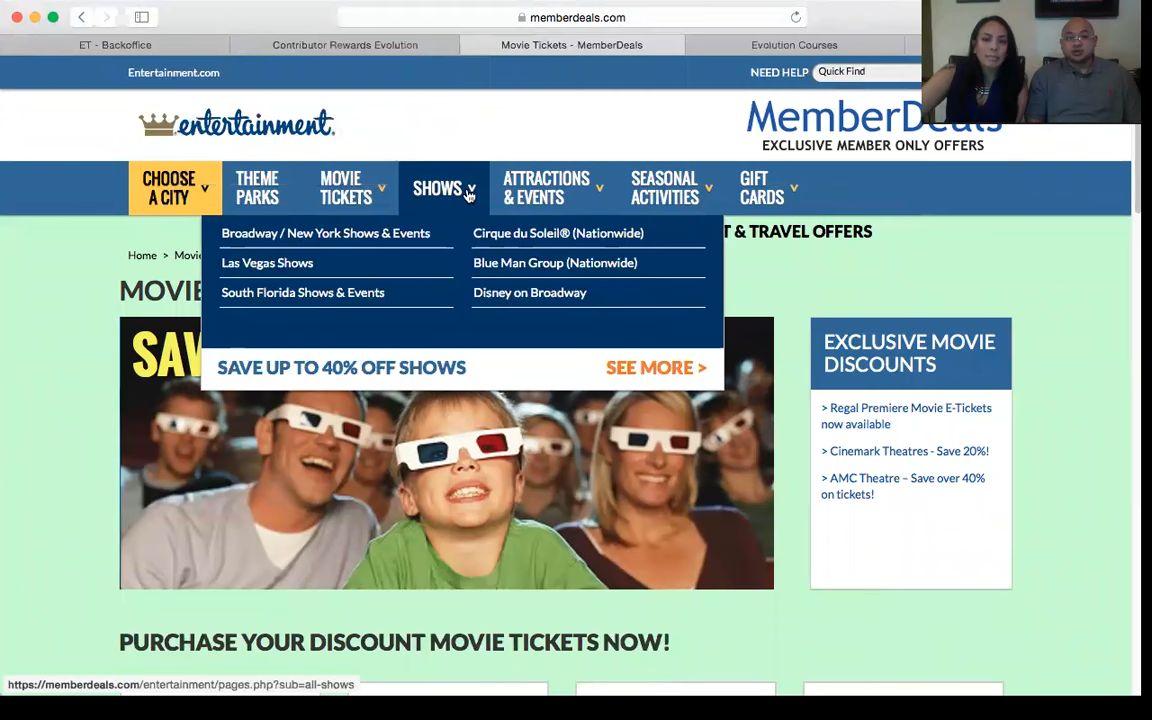 memberdeals.com
ET - Backoffice
Contributor Rewards Evolution
Movie Tickets - MemberDeals
Evolution Courses
Entertainment.com
NEED HELP
Quick Find
entertainment.
MemberDeals
EXCLUSIVE MEMBER ONLY OFFERS
CHOOSE
A CITY
THEME
PARKS
MOVIE
TICKETS
SHOWS
ATTRACTIONS
& EVENTS
SEASONAL
ACTIVITIES
GIFT
CARDS
Broadway / New York Shows & Events
Cirque du Soleil® (Nationwide)
T & TRAVEL OFFERS
Home > Movi
Las Vegas Shows
Blue Man Group (Nationwide)
South Florida Shows & Events
Disney on Broadway
MOVIE
SAV
SAVE UP TO 40% OFF SHOWS
SEE MORE >
EXCLUSIVE MOVIE
DISCOUNTS
> Regal Premiere Movie E-Tickets
now available
> Cinemark Theatres - Save 20%!
> AMC Theatre – Save over 40%
on tickets!
PURCHASE YOUR DISCOUNT MOVIE TICKETS NOW!
https://memberdeals.com/entertainment/pages.php?sub=all-shows